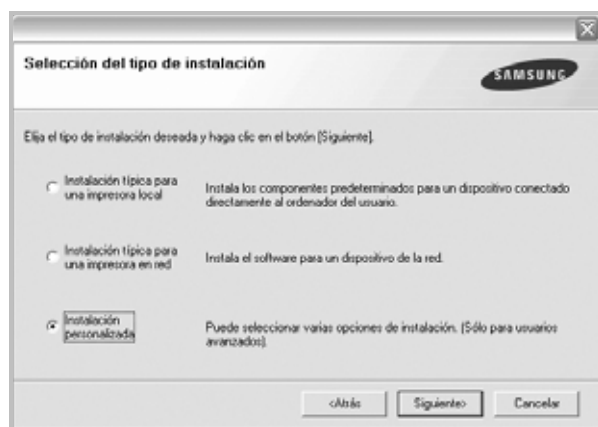 Selección del tipo de instalación
SAMSUNG
Elija el tipo de instalación deseada y haga clic en el botón [Siguiente].
Instalación típica para
una impresora local
Instala los componentes predeterminados para un dispositivo conectado
directamente al ordenador del usuario.
Instalación típica para
una impresora en red
Instala el software para un dispositivo de la red.
Instalación
personalizada
Puede seleccionar varias opciones de instalación. (Sólo para usuarios
avanzados).
<Atrás
Siguiente>
Cancelar